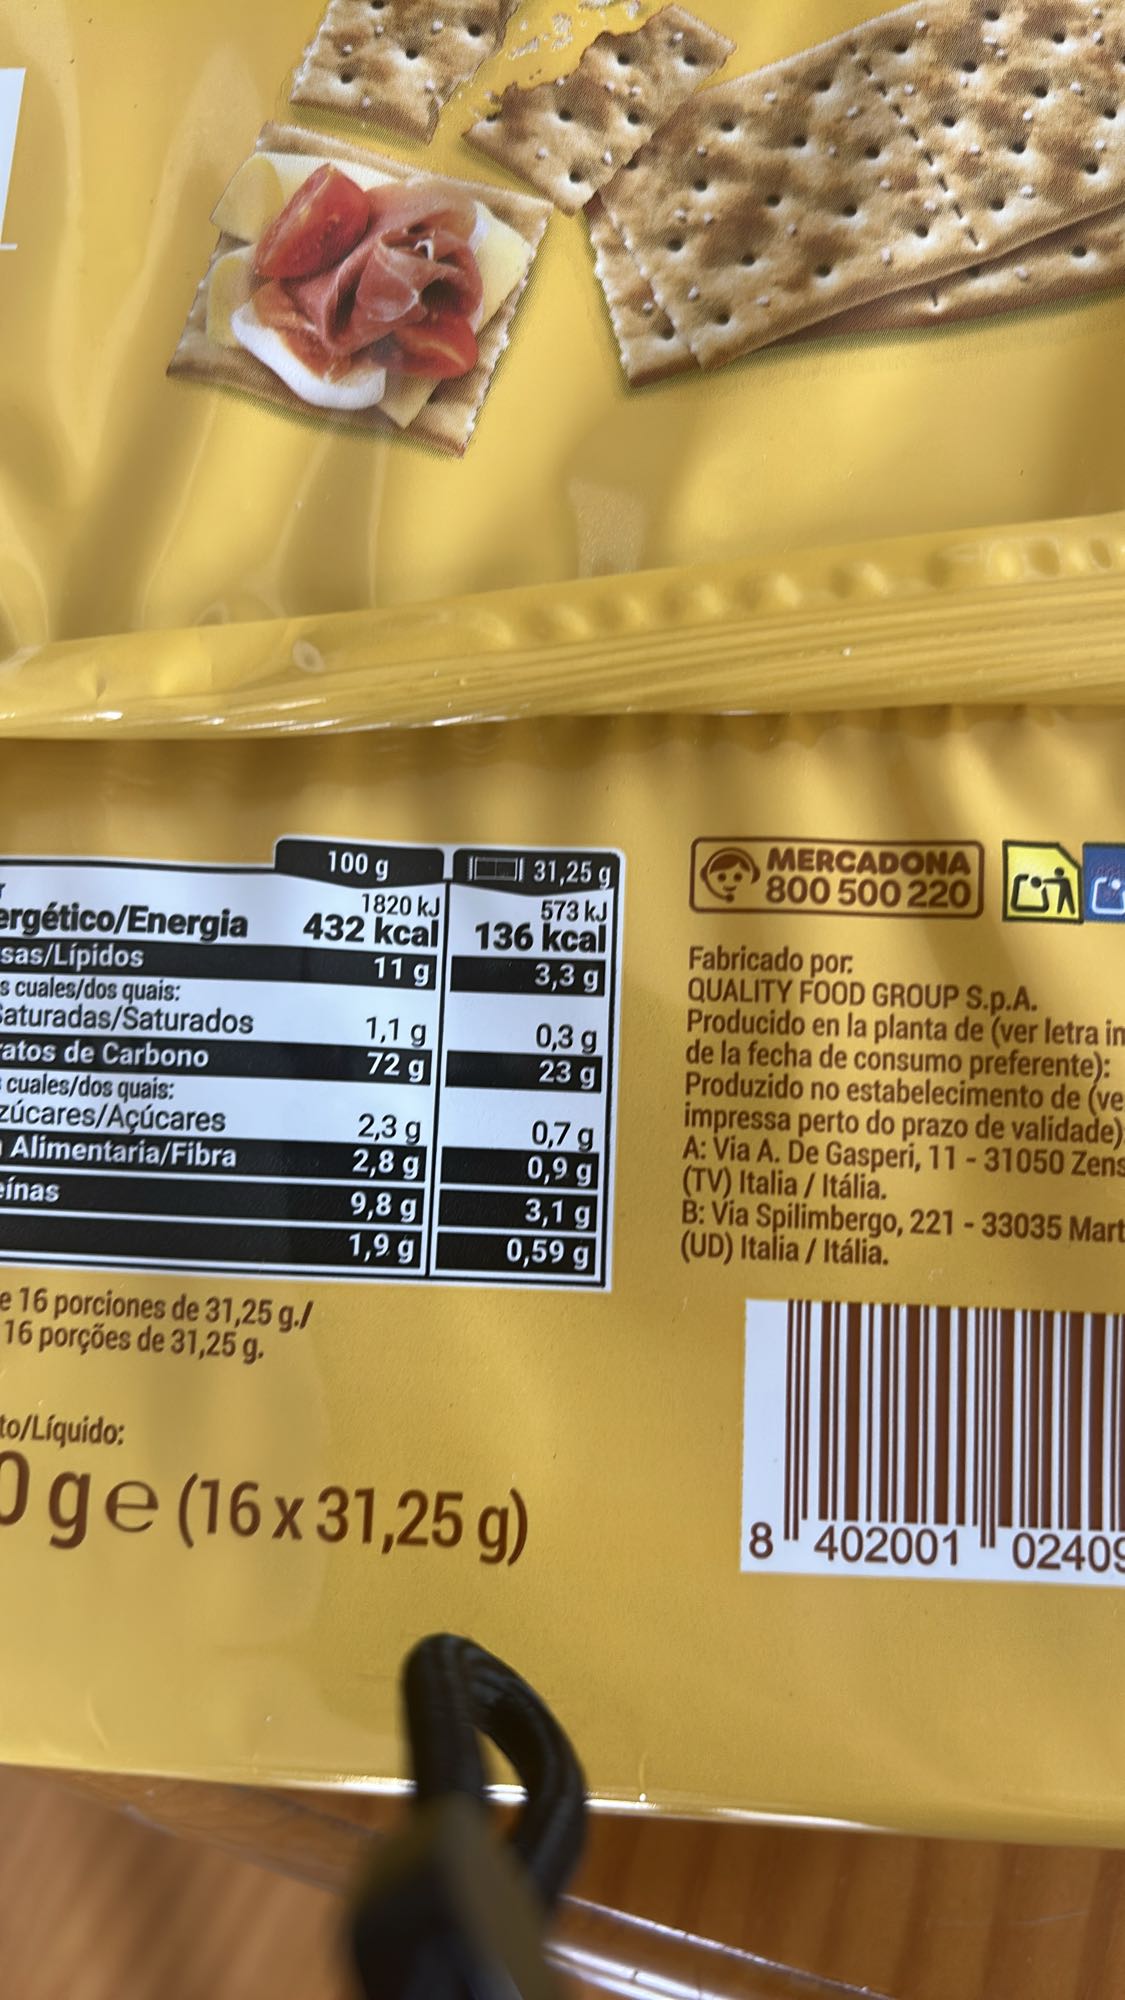 100 g 31,25 g
1820 kJ 573 kJ
ergético/Energia 432 kcal 136 kcal
sas/Lípidos 11 g 3,3 g
s cuales/dos quais:
Saturadas/Saturados 1,1 g 0,3 g
ratos de Carbono 72 g 23 g
cuales/dos quais:
zúcares/Açúcares 2,3 g 0,7 g
Alimentaria/Fibra 2,8 g 0,9 g
eínas 9,8 g 3,1 g
1,9 g 0,59 g
e 16 porciones de 31,25 g./
16 porções de 31,25 g.
to/Líquido:
0 g e (16 x 31,25 g)
MERCADONA
800 500 220
Fabricado por:
QUALITY FOOD GROUP S.p.A.
Producido en la planta de (ver letra im
de la fecha de consumo preferente):
Produzido no estabelecimento de (ve
impressa perto do prazo de validade):
A: Via A. De Gasperi, 11 - 31050 Zens
(TV) Italia / Itália.
B: Via Spilimbergo, 221 - 33035 Mart
(UD) Italia / Itália.
8 402001 02409